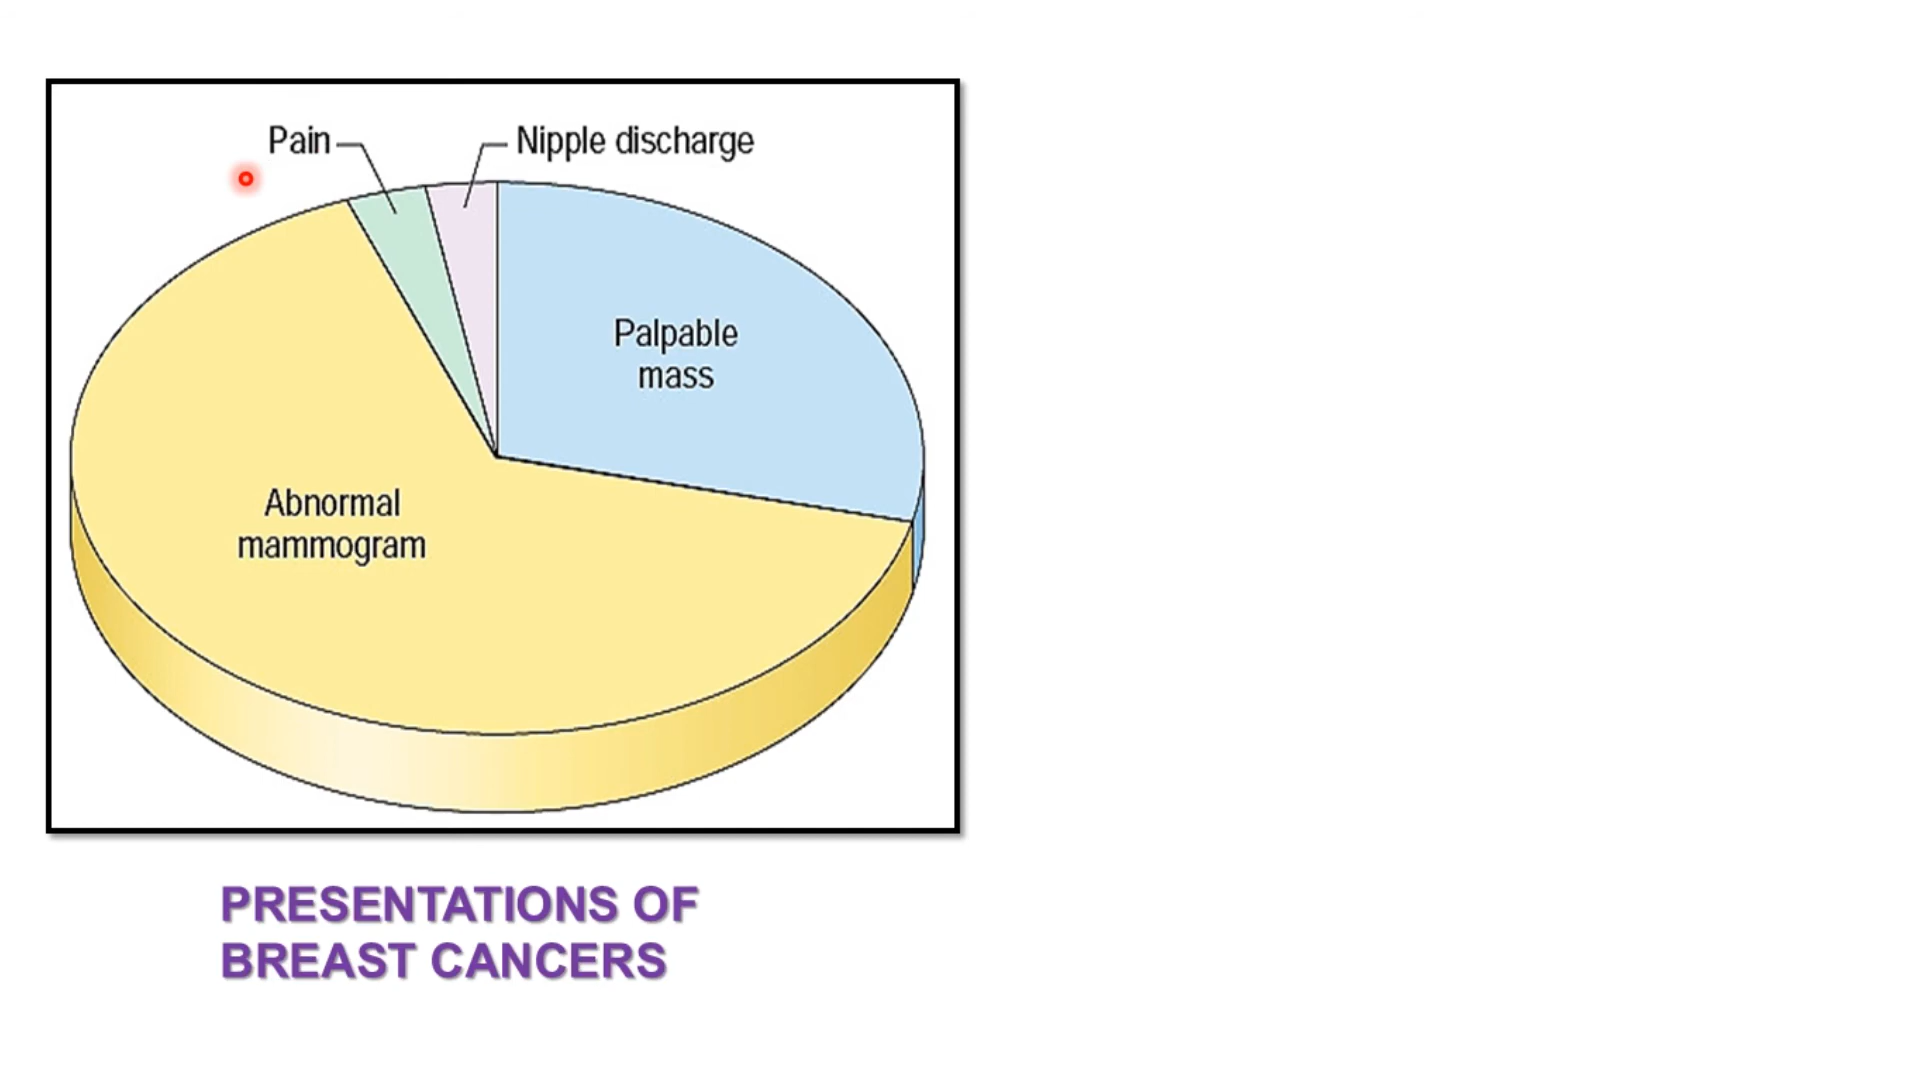 Pain
Nipple discharge
Palpable
mass
Abnormal
mammogram
PRESENTATIONS OF
BREAST CANCERS